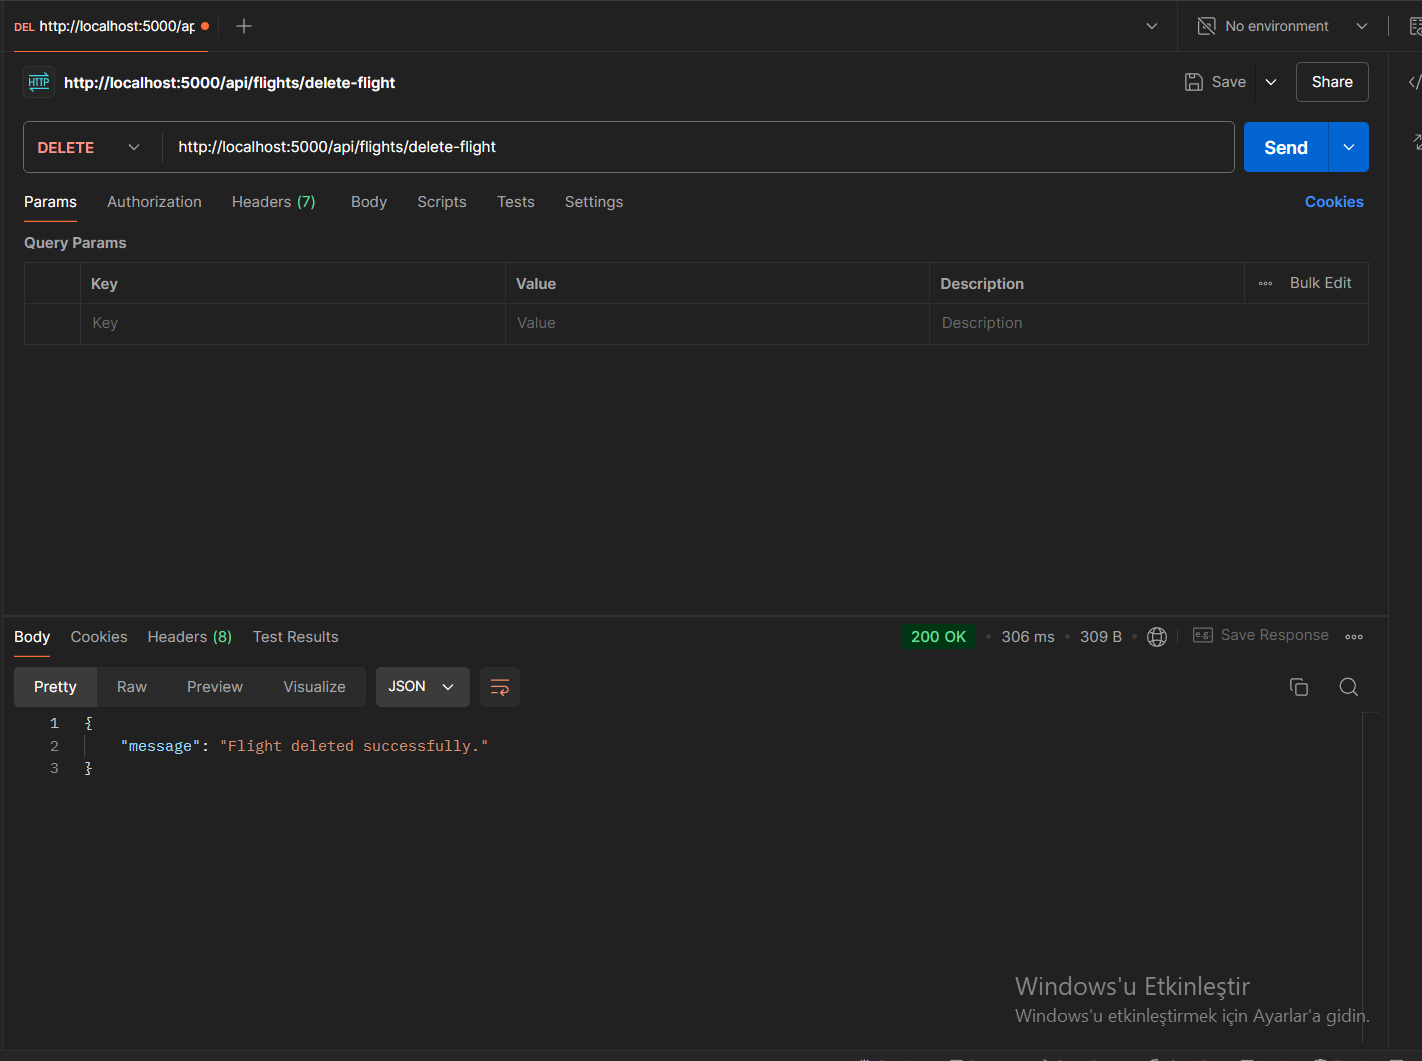 DEL http://localhost:5000/ap
No environment
HTTP http://localhost:5000/api/flights/delete-flight
Save
Share
DELETE
http://localhost:5000/api/flights/delete-flight
Send
Params Authorization Headers (7) Body Scripts Tests Settings
Cookies
Query Params
Key Value Description
Bulk Edit
Key Value Description
Body Cookies Headers (8) Test Results
200 OK • 306 ms • 309 B •
e.g. Save Response
Pretty Raw Preview Visualize
JSON
1 {
2 "message": "Flight deleted successfully."
3 }
Windows'u Etkinleştir
Windows'u etkinleştirmek için Ayarlar'a gidin.